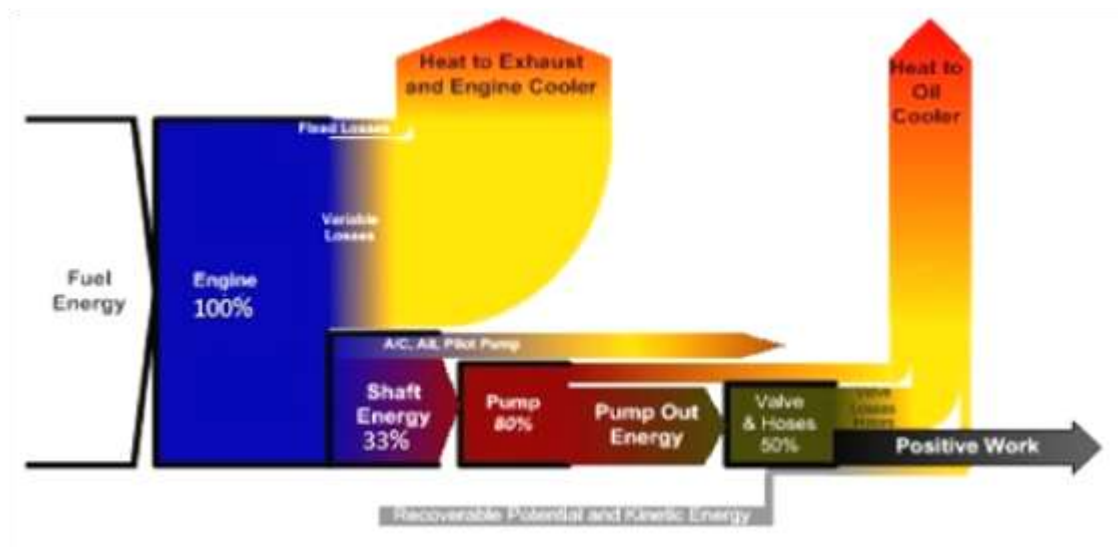 Heat to Exhaust
and Engine Cooler
Heat to
Oil
Cooler
Fixed Losses
Variable
Losses
Fuel
Energy
Engine
100%
A/C, Alt, Pilot Pump
Shaft
Energy
33%
Pump
80%
Pump Out
Energy
Valve
& Hoses
50%
Valve
Losses
Positive Work
Recoverable Potential and Kinetic Energy